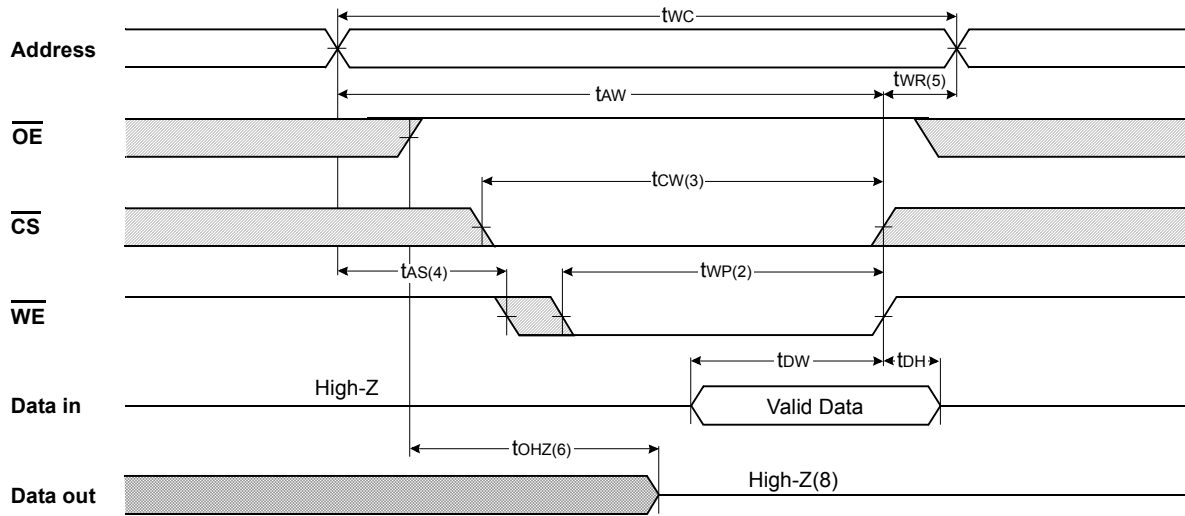 tWC
Address
tWR(5)
tAW
OE
tCW(3)
CS
tAS(4)
tWP(2)
WE
tDW
tDH
High-Z
Data in
Valid Data
tOHZ(6)
High-Z(8)
Data out